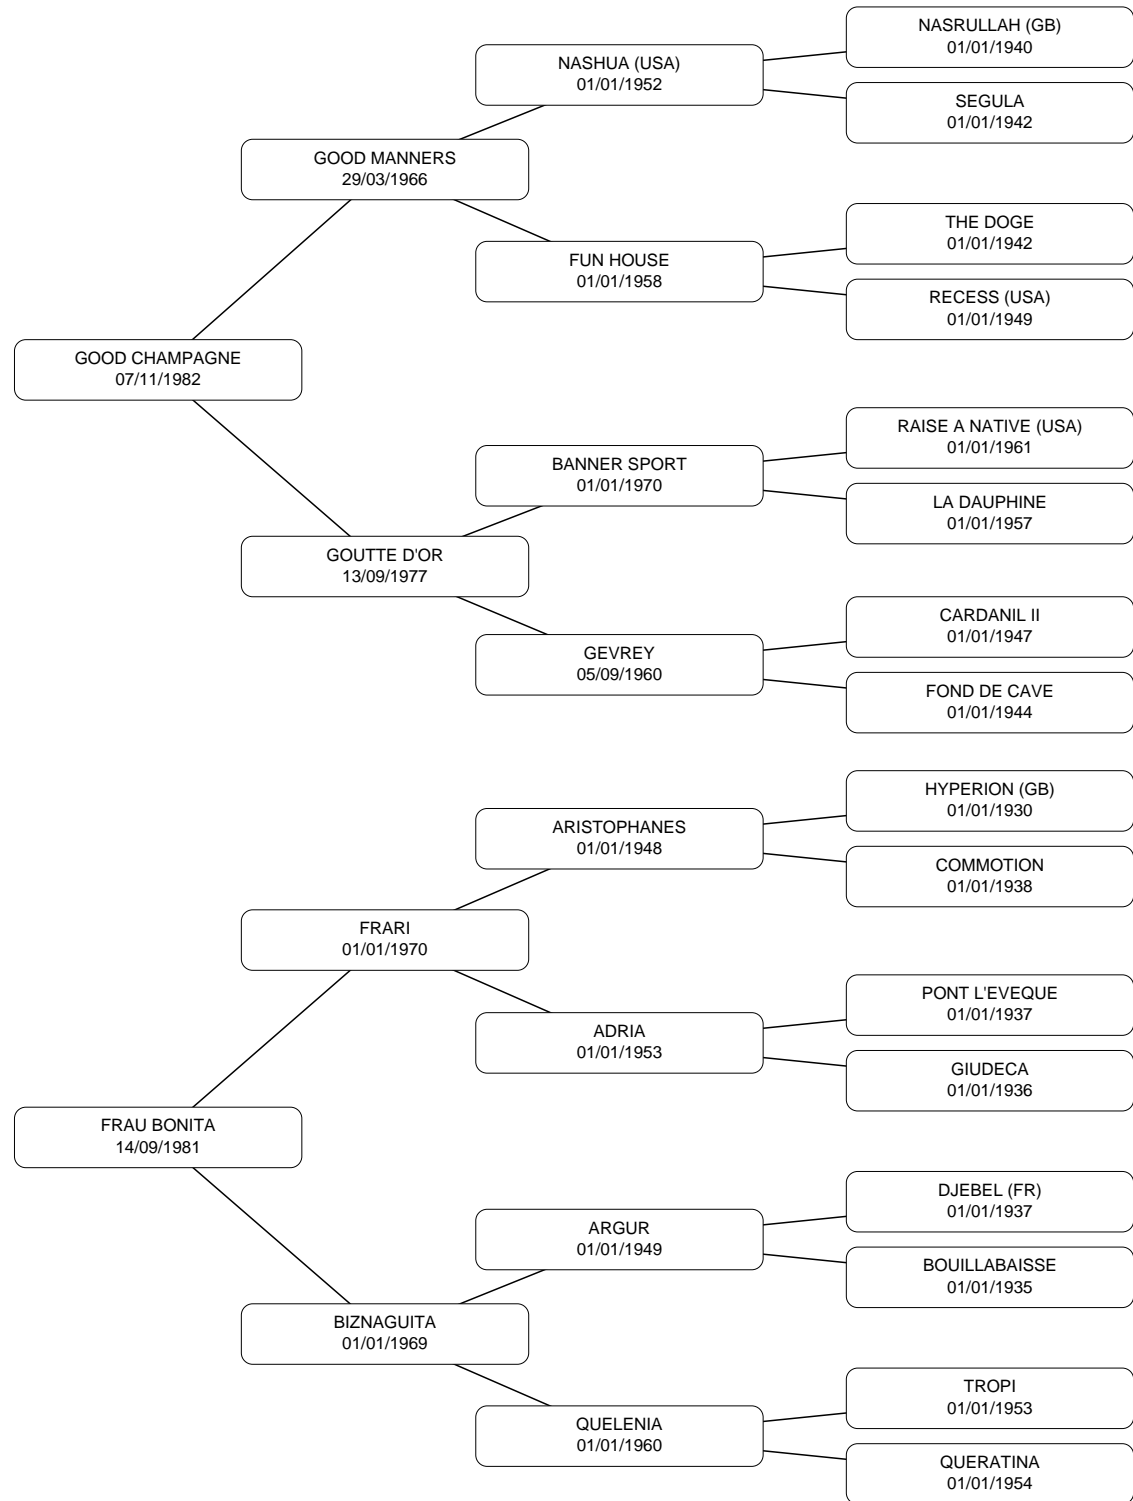 NASRULLAH (GB)
01/01/1940
NASHUA (USA)
01/01/1952
SEGULA
01/01/1942
GOOD MANNERS
29/03/1966
THE DOGE
01/01/1942
FUN HOUSE
01/01/1958
RECESS (USA)
01/01/1949
GOOD CHAMPAGNE
07/11/1982
RAISE A NATIVE (USA)
01/01/1961
BANNER SPORT
01/01/1970
LA DAUPHINE
01/01/1957
GOUTTE D'OR
13/09/1977
CARDANIL II
01/01/1947
GEVREY
05/09/1960
FOND DE CAVE
01/01/1944
HYPERION (GB)
01/01/1930
ARISTOPHANES
01/01/1948
COMMOTION
01/01/1938
FRARI
01/01/1970
PONT L'EVEQUE
01/01/1937
ADRIA
01/01/1953
GIUDECA
01/01/1936
FRAU BONITA
14/09/1981
DJEBEL (FR)
01/01/1937
ARGUR
01/01/1949
BOUILLABAISSE
01/01/1935
BIZNAGUITA
01/01/1969
TROPI
01/01/1953
QUELENIA
01/01/1960
QUERATINA
01/01/1954